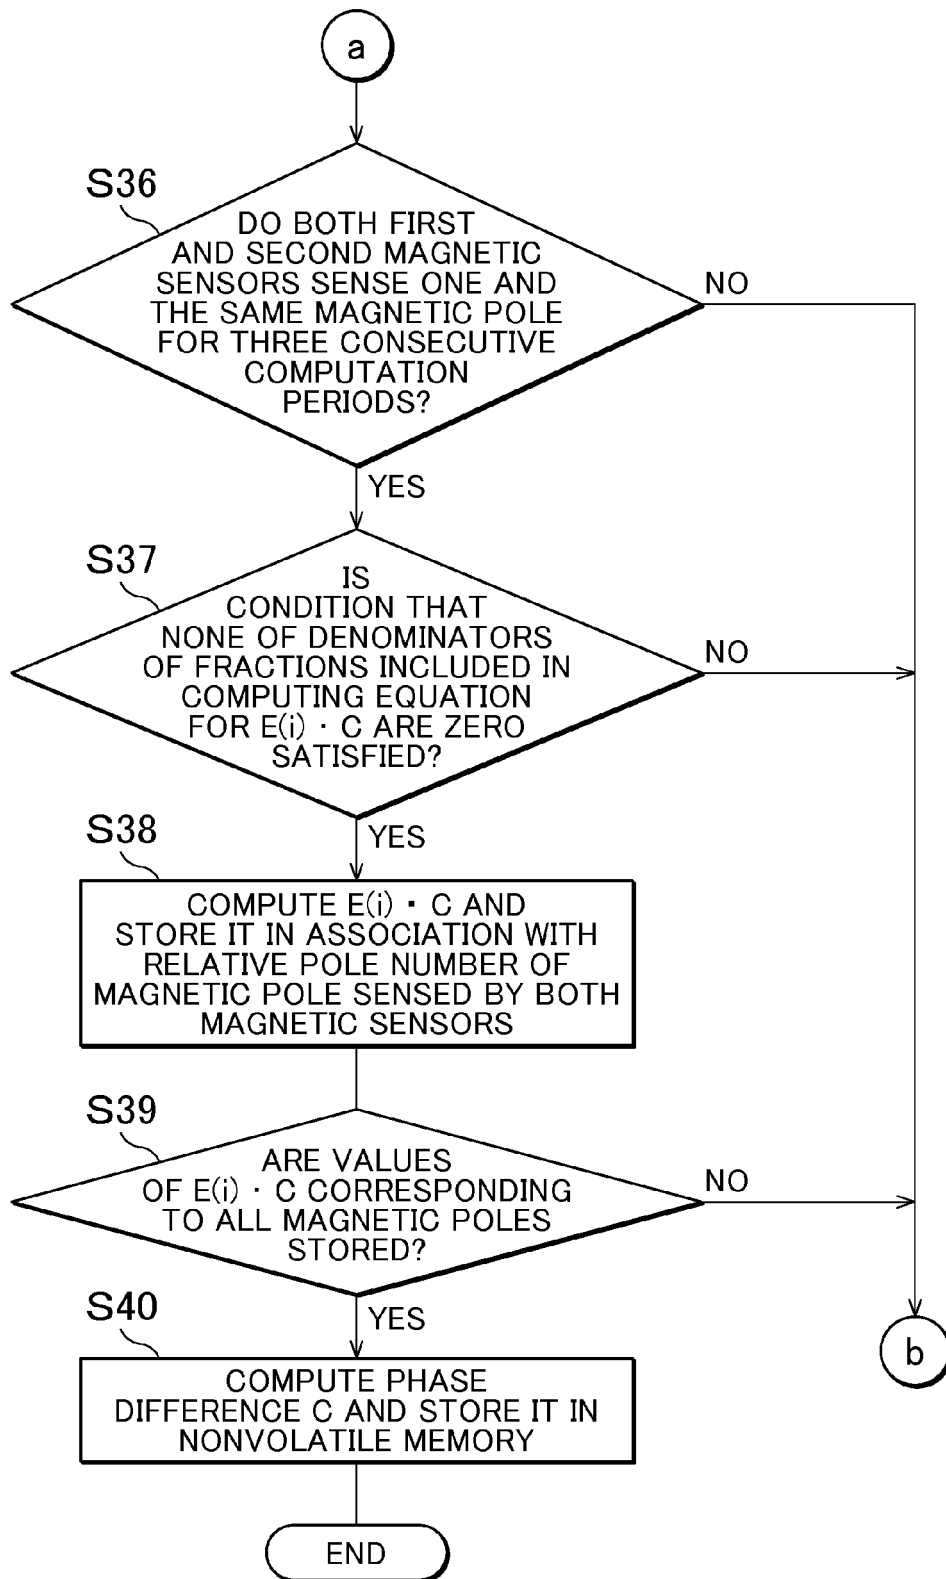 a
S36
DO BOTH FIRST
AND SECOND MAGNETIC
SENSORS SENSE ONE AND
THE SAME MAGNETIC POLE
FOR THREE CONSECUTIVE
COMPUTATION
PERIODS?
NO
YES
S37
IS
CONDITION THAT
NONE OF DENOMINATORS
OF FRACTIONS INCLUDED IN
COMPUTING EQUATION
FOR E(i)・C ARE ZERO
SATISFIED?
NO
YES
S38
COMPUTE E(i)・C AND
STORE IT IN ASSOCIATION WITH
RELATIVE POLE NUMBER OF
MAGNETIC POLE SENSED BY BOTH
MAGNETIC SENSORS
S39
ARE VALUES
OF E(i)・C CORRESPONDING
TO ALL MAGNETIC POLES
STORED?
NO
YES
S40
COMPUTE PHASE
DIFFERENCE C AND STORE IT IN
NONVOLATILE MEMORY
b
END